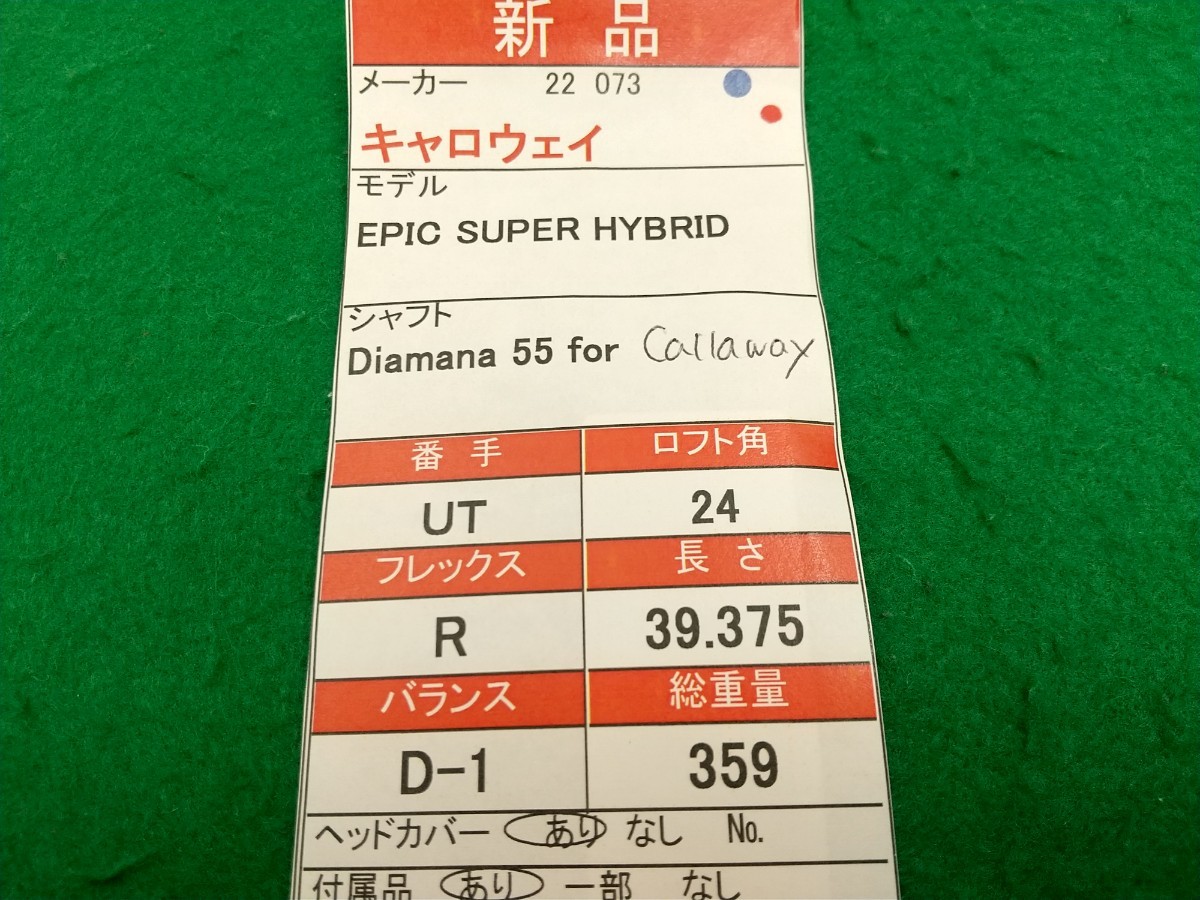 新 品
メーカー 22 073
キャロウェイ
モデル
EPIC SUPER HYBRID
シャフト
Diamana 55 for Callaway
番 手 ロフト角
UT 24
フレックス 長 さ
R 39.375
バランス 総重量
D-1 359
ヘッドカバー あり なし No.
付属品 あり 一部 なし